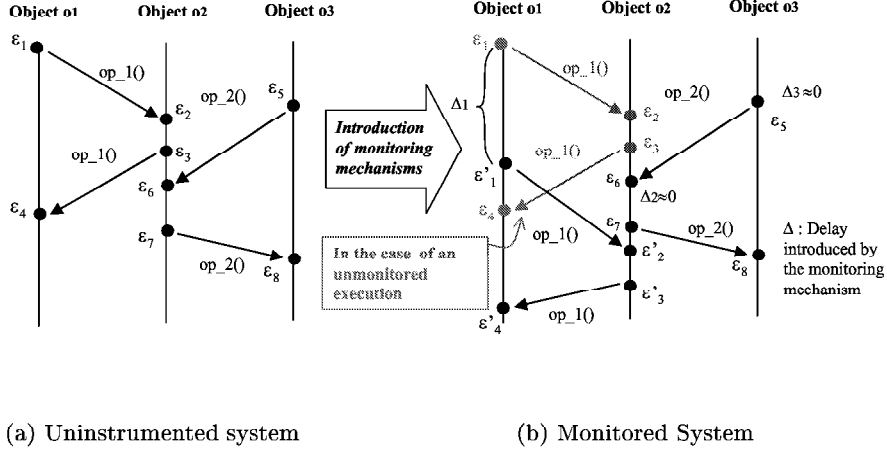 Object o1
Object o2
Object o3
ε1
op_1()
ε2
op_2()
ε5
op_1()
ε3
ε6
ε4
ε7
op_2()
ε8
Introduction
of monitoring
mechanisms
Object o1
Object o2
Object o3
ε1
op_1()
Δ1
ε2
op_2()
Δ3≈0
ε5
op_1()
ε3
ε'1
ε6
Δ2≈0
ε4
ε7
op_2()
op_1()
ε'2
ε8
In the case of an
unmonitored
execution
Δ : Delay
introduced by
the monitoring
mechanism
ε'3
op_1()
ε'4
(a) Uninstrumented system
(b) Monitored System